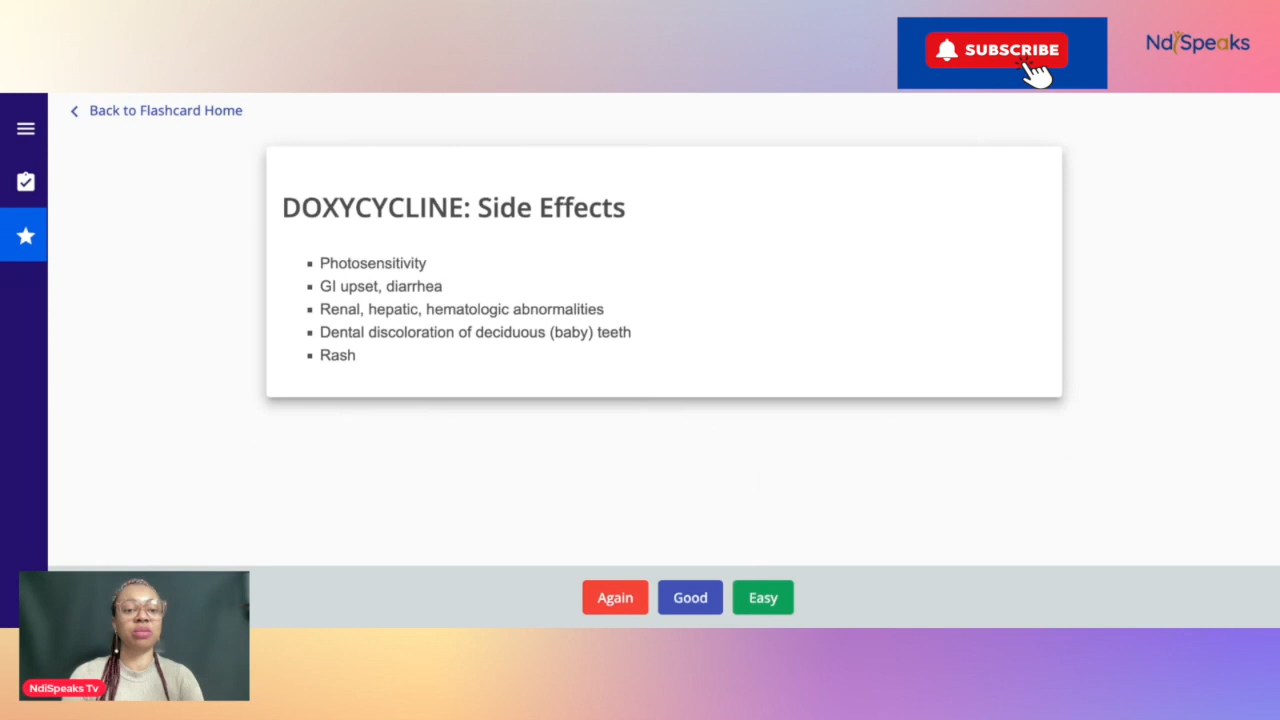 SUBSCRIBE
NdiSpeaks
Back to Flashcard Home
DOXYCYCLINE: Side Effects
Photosensitivity
GI upset, diarrhea
Renal, hepatic, hematologic abnormalities
Dental discoloration of deciduous (baby) teeth
Rash
Again
Good
Easy
NdiSpeaks Tv